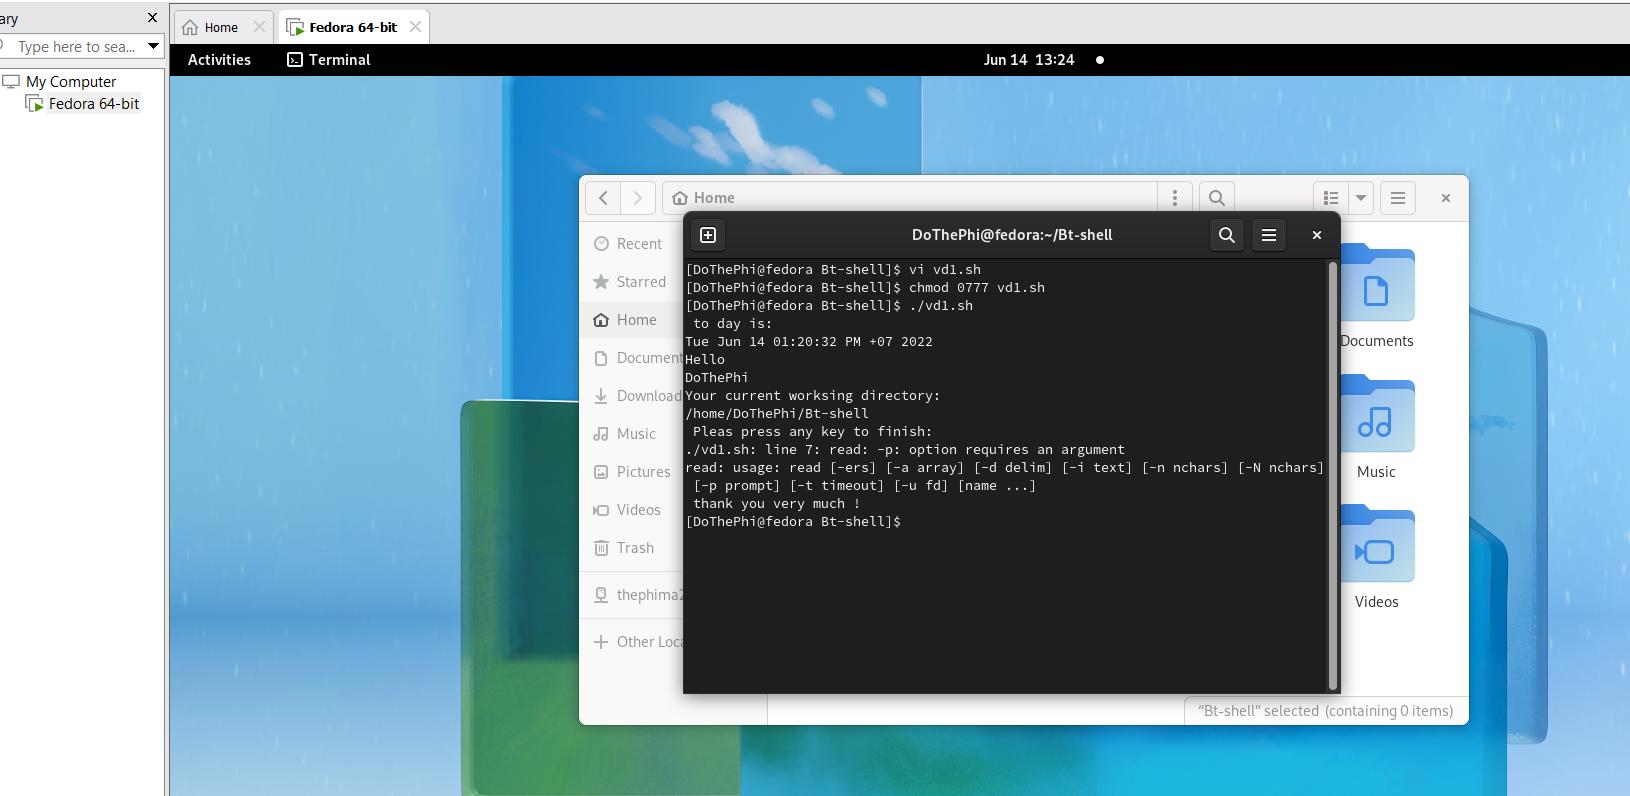 ary
Type here to sea...
My Computer
Fedora 64-bit
Home
Fedora 64-bit
Activities
Terminal
Jun 14 13:24
Home
Recent
Starred
Home
Document
Download
Music
Pictures
Videos
Trash
thephima2
Other Loca
DoThePhi@fedora:~/Bt-shell
[DoThePhi@fedora Bt-shell]$ vi vd1.sh
[DoThePhi@fedora Bt-shell]$ chmod 0777 vd1.sh
[DoThePhi@fedora Bt-shell]$ ./vd1.sh
to day is:
Tue Jun 14 01:20:32 PM +07 2022
Hello
DoThePhi
Your current worksing directory:
/home/DoThePhi/Bt-shell
Pleas press any key to finish:
./vd1.sh: line 7: read: -p: option requires an argument
read: usage: read [-ers] [-a array] [-d delim] [-i text] [-n nchars] [-N nchars]
[-p prompt] [-t timeout] [-u fd] [name ...]
thank you very much !
[DoThePhi@fedora Bt-shell]$
Documents
Music
Videos
“Bt-shell” selected (containing 0 items)